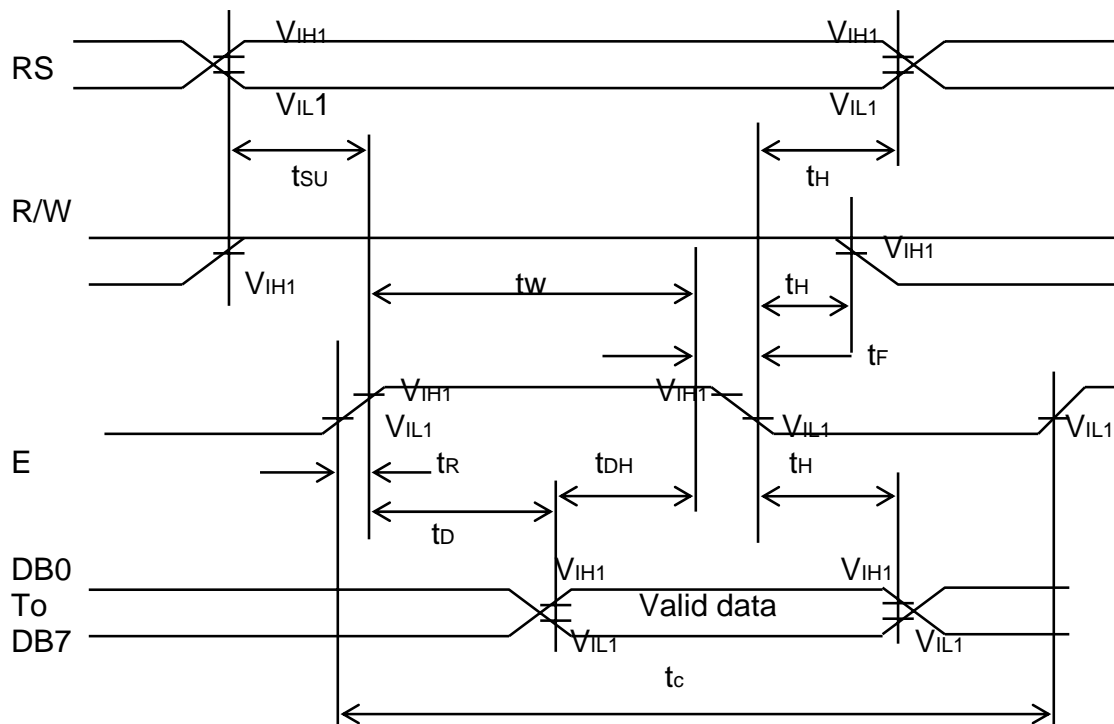 VIH1 VIH1
RS
VIL1 VIL1
tSU tH
R/W
VIH1
VIH1
tW tH
tF
VIH1 VIH1
VIL1 VIL1 VIL1
E
tR tDH tH
tD
DB0 VIH1 VIH1
To Valid data
DB7 VIL1 VIL1
tc